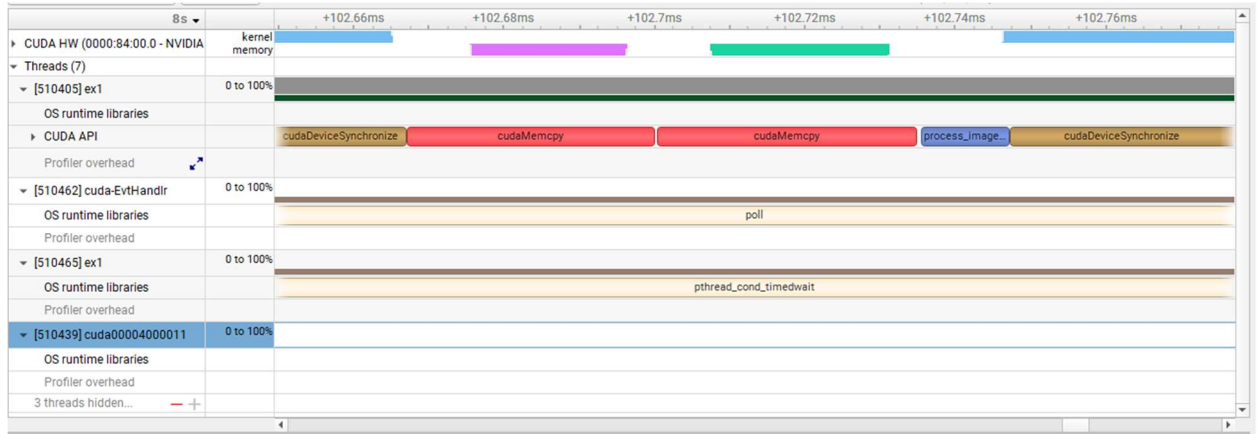 8s +102.66ms +102.68ms +102.7ms +102.72ms +102.74ms +102.76ms
CUDA HW (0000:84:00.0 - NVIDIA kernel
memory
Threads (7)
[510405] ex1 0 to 100%
OS runtime libraries
CUDA API cudaDeviceSynchronize cudaMemcpy cudaMemcpy process_image... cudaDeviceSynchronize
Profiler overhead
[510462] cuda-EvtHandlr 0 to 100%
OS runtime libraries poll
Profiler overhead
[510465] ex1 0 to 100%
OS runtime libraries pthread_cond_timedwait
Profiler overhead
[510439] cuda00004000011 0 to 100%
OS runtime libraries
Profiler overhead
3 threads hidden...